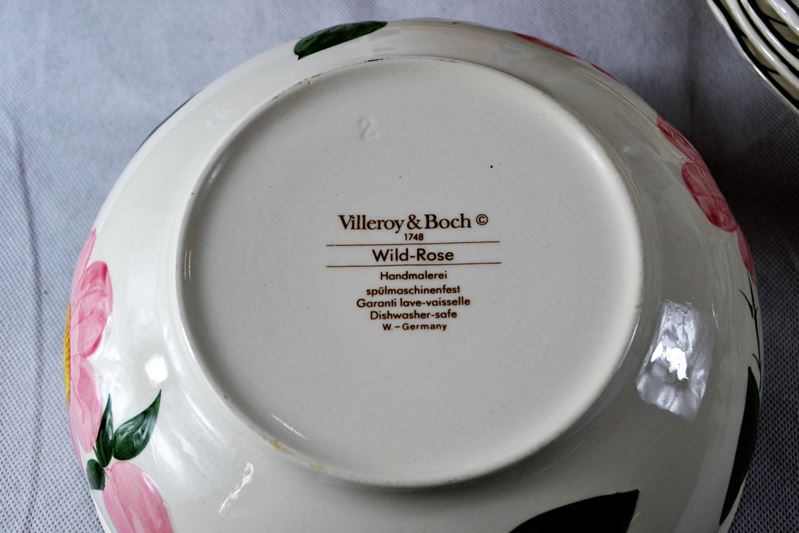 2
Villeroy & Boch ©
1748
Wild-Rose
Handmalerei
spülmaschinenfest
Garanti lave-vaisselle
Dishwasher-safe
W.-Germany